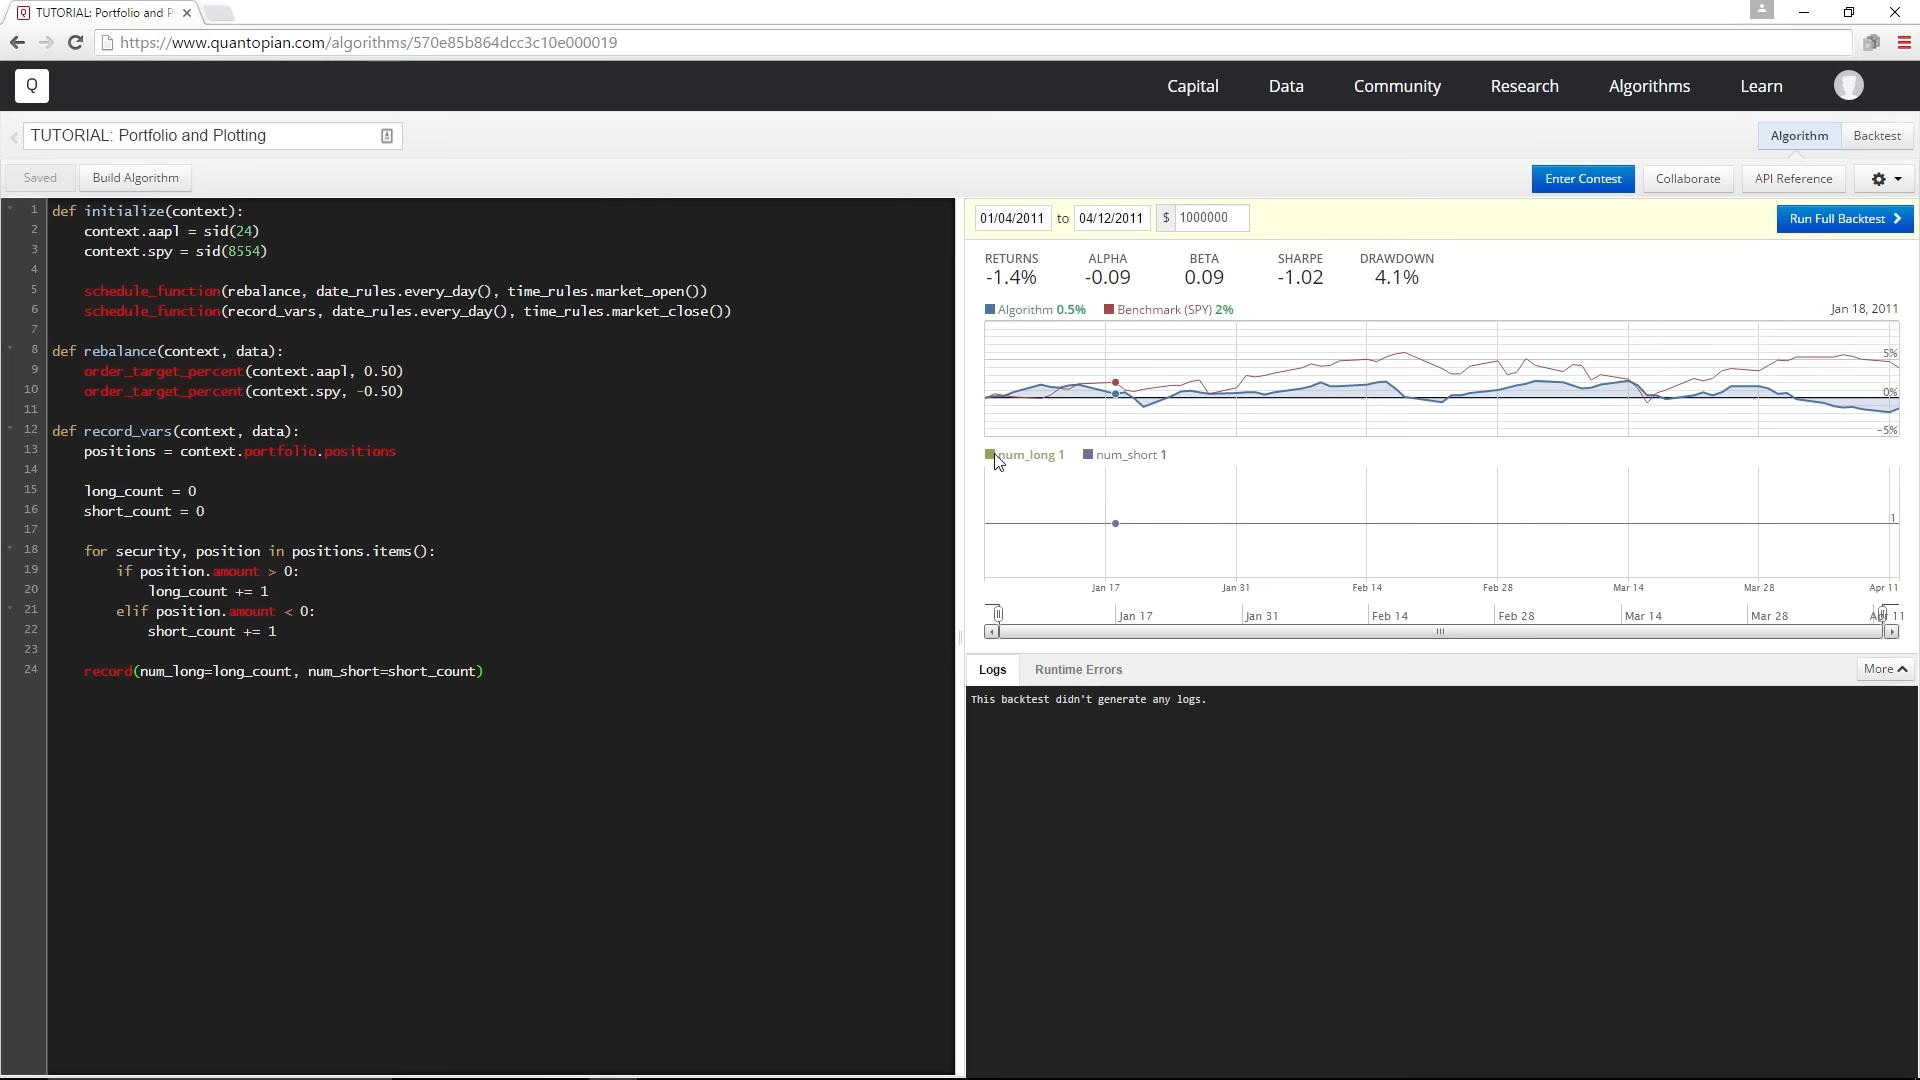 TUTORIAL: Portfolio and P
https://www.quantopian.com/algorithms/570e85b864dcc3c10e000019
Q Capital Data Community Research Algorithms Learn
TUTORIAL: Portfolio and Plotting
Algorithm Backtest
Saved Build Algorithm
Enter Contest Collaborate API Reference
1 def initialize(context):
2 context.aapl = sid(24)
3 context.spy = sid(8554)
4
5 schedule_function(rebalance, date_rules.every_day(), time_rules.market_open())
6 schedule_function(record_vars, date_rules.every_day(), time_rules.market_close())
7
8 def rebalance(context, data):
9 order_target_percent(context.aapl, 0.50)
10 order_target_percent(context.spy, -0.50)
11
12 def record_vars(context, data):
13 positions = context.portfolio.positions
14
15 long_count = 0
16 short_count = 0
17
18 for security, position in positions.items():
19 if position.amount > 0:
20 long_count += 1
21 elif position.amount < 0:
22 short_count += 1
23
24 record(num_long=long_count, num_short=short_count)
01/04/2011 to 04/12/2011 $ 1000000
Run Full Backtest
RETURNS ALPHA BETA SHARPE DRAWDOWN
-1.4% -0.09 0.09 -1.02 4.1%
Algorithm 0.5% Benchmark (SPY) 2% Jan 18, 2011
5%
0%
-5%
num_long 1 num_short 1
1
Jan 17 Jan 31 Feb 14 Feb 28 Mar 14 Mar 28 Apr 11
Jan 17 Jan 31 Feb 14 Feb 28 Mar 14 Mar 28 Apr 11
Logs Runtime Errors More
This backtest didn't generate any logs.